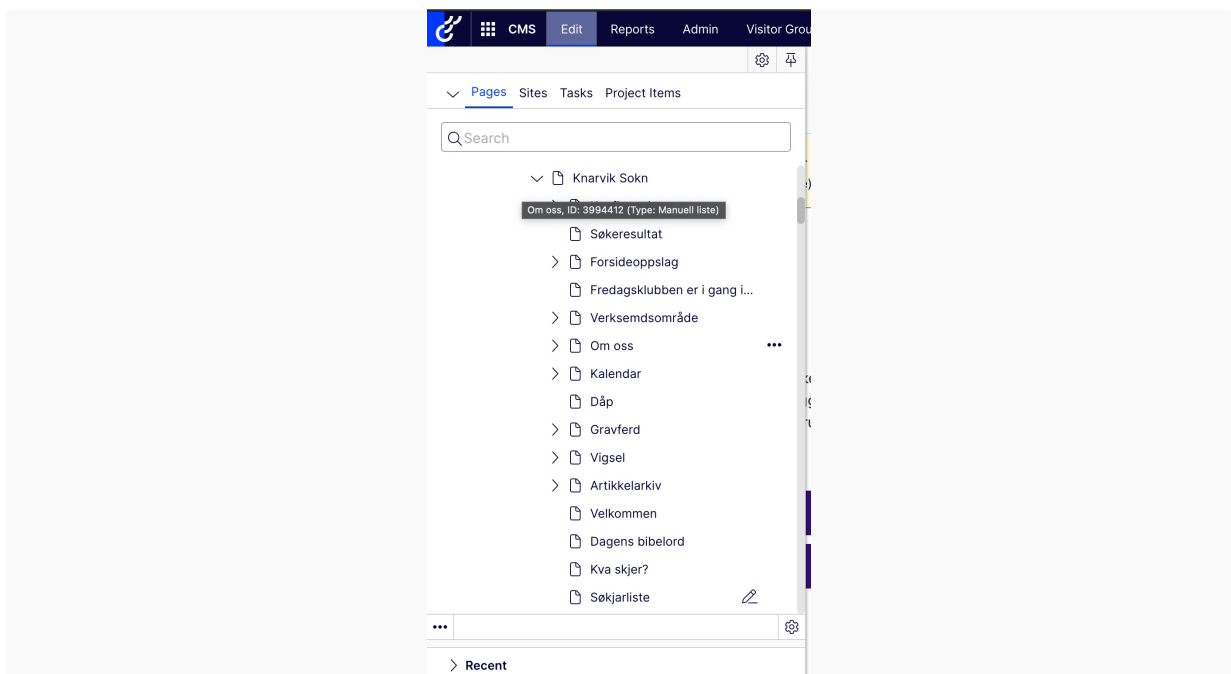 CMS Edit Reports Admin Visitor Grou
Pages Sites Tasks Project Items
Search
Knarvik Sokn
Om oss, ID: 3994412 (Type: Manuell liste)
Søkeresultat
Forsideoppslag
Fredagsklubben er i gang i...
Verksemdsområde
Om oss
Kalendar
Dåp
Gravferd
Vigsel
Artikkelarkiv
Velkommen
Dagens bibelord
Kva skjer?
Søkjarliste
Recent